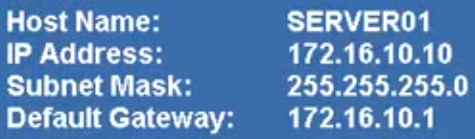 Host Name: SERVER01
IP Address: 172.16.10.10
Subnet Mask: 255.255.255.0
Default Gateway: 172.16.10.1